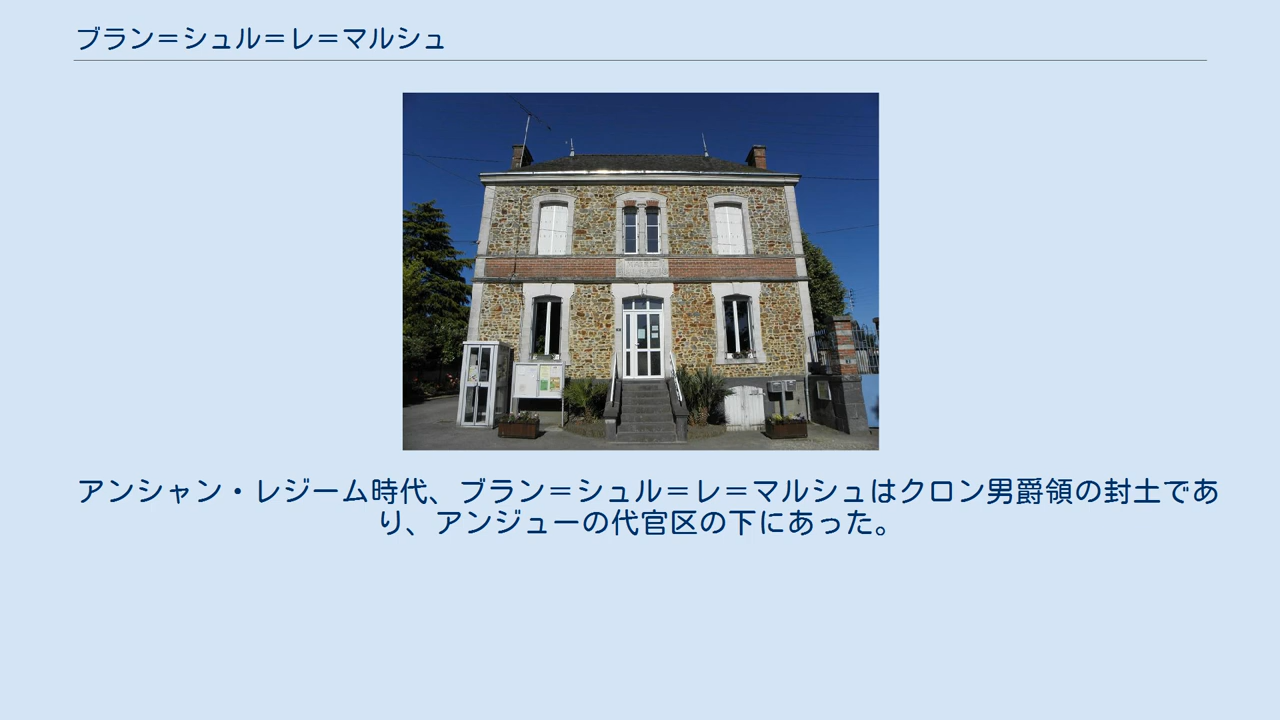 ブラン＝シュル＝レ＝マルシュ
MAIRIE
アンシャン・レジーム時代、ブラン＝シュル＝レ＝マルシュはクロン男爵領の封土であ
り、アンジューの代官区の下にあった。